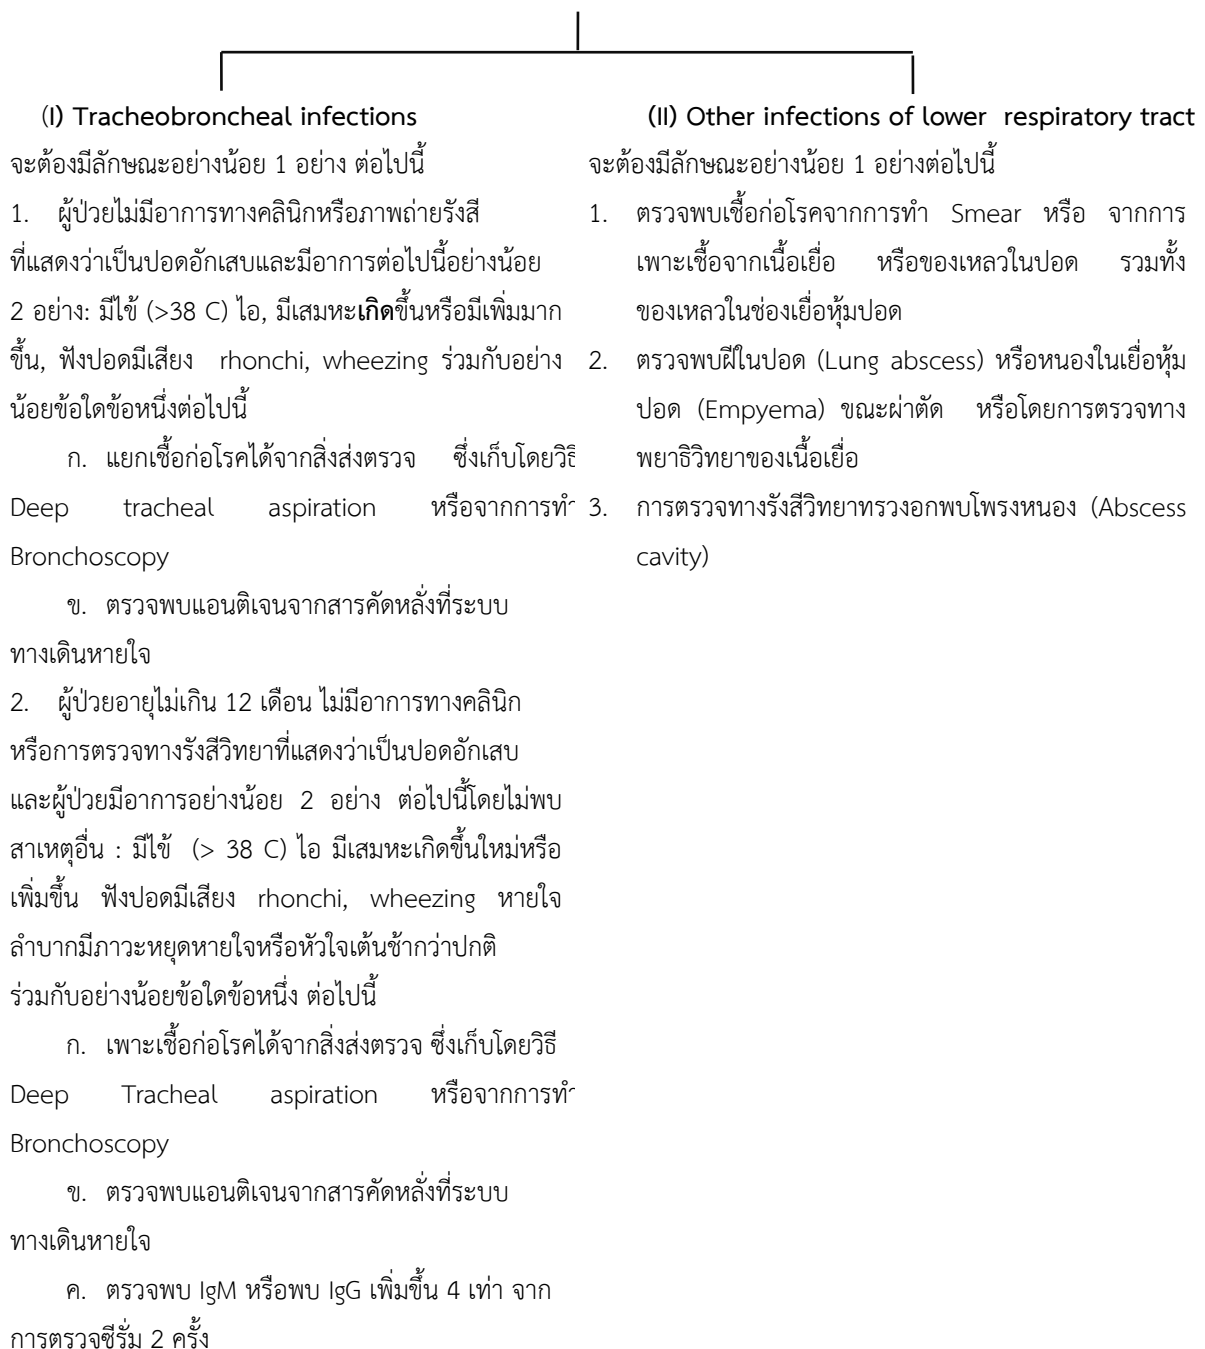 (I) Tracheobroncheal infections
จะต้องมีลักษณะอย่างน้อย 1 อย่าง ต่อไปนี้
1. ผู้ป่วยไม่มีอาการทางคลินิกหรือภาพถ่ายรังสี
ที่แสดงว่าเป็นปอดอักเสบและมีอาการต่อไปนี้อย่างน้อย
2 อย่าง: มีไข้ (>38 C) ไอ, มีเสมหะเกิดขึ้นหรือมีเพิ่มมาก
ขึ้น, ฟังปอดมีเสียง rhonchi, wheezing ร่วมกับอย่าง
น้อยข้อใดข้อหนึ่งต่อไปนี้
ก. แยกเชื้อก่อโรคได้จากสิ่งส่งตรวจ ซึ่งเก็บโดยวิธี
Deep tracheal aspiration หรือจากการทำ
Bronchoscopy
ข. ตรวจพบแอนติเจนจากสารคัดหลั่งที่ระบบ
ทางเดินหายใจ
2. ผู้ป่วยอายุไม่เกิน 12 เดือน ไม่มีอาการทางคลินิก
หรือการตรวจทางรังสีวิทยาที่แสดงว่าเป็นปอดอักเสบ
และผู้ป่วยมีอาการอย่างน้อย 2 อย่าง ต่อไปนี้โดยไม่พบ
สาเหตุอื่น : มีไข้ (> 38 C) ไอ มีเสมหะเกิดขึ้นใหม่หรือ
เพิ่มขึ้น ฟังปอดมีเสียง rhonchi, wheezing หายใจ
ลำบากมีภาวะหยุดหายใจหรือหัวใจเต้นช้ากว่าปกติ
ร่วมกับอย่างน้อยข้อใดข้อหนึ่ง ต่อไปนี้
ก. เพาะเชื้อก่อโรคได้จากสิ่งส่งตรวจ ซึ่งเก็บโดยวิธี
Deep Tracheal aspiration หรือจากการทำ
Bronchoscopy
ข. ตรวจพบแอนติเจนจากสารคัดหลั่งที่ระบบ
ทางเดินหายใจ
ค. ตรวจพบ IgM หรือพบ IgG เพิ่มขึ้น 4 เท่า จาก
การตรวจซีรั่ม 2 ครั้ง
(II) Other infections of lower respiratory tract
จะต้องมีลักษณะอย่างน้อย 1 อย่างต่อไปนี้
1. ตรวจพบเชื้อก่อโรคจากการทำ Smear หรือ จากการ
เพาะเชื้อจากเนื้อเยื่อ หรือของเหลวในปอด รวมทั้ง
ของเหลวในช่องเยื่อหุ้มปอด
2. ตรวจพบฝีในปอด (Lung abscess) หรือหนองในเยื่อหุ้ม
ปอด (Empyema) ขณะผ่าตัด หรือโดยการตรวจทาง
พยาธิวิทยาของเนื้อเยื่อ
3. การตรวจทางรังสีวิทยาทรวงอกพบโพรงหนอง (Abscess
cavity)